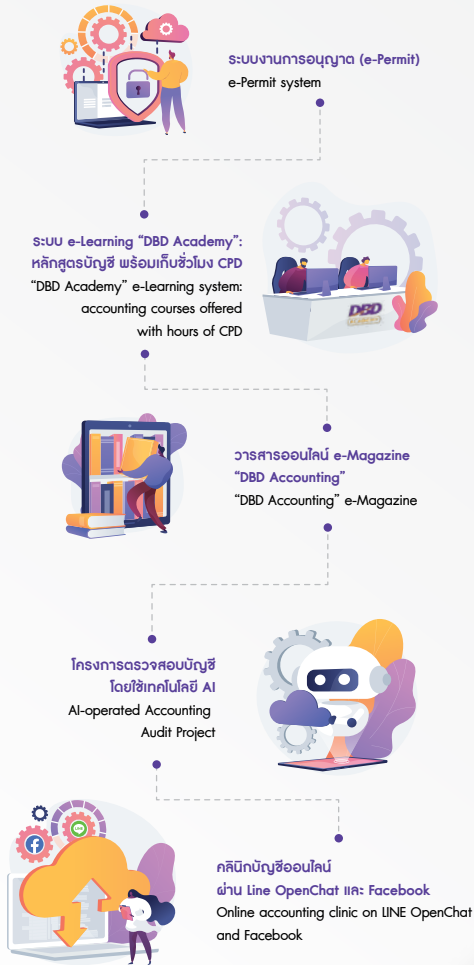 ระบบงานการอนุญาต (e-Permit)
e-Permit system
ระบบ e-Learning “DBD Academy”:
หลักสูตรบัญชี พร้อมเก็บชั่วโมง CPD
“DBD Academy” e-Learning system:
accounting courses offered
with hours of CPD
DBD
วารสารออนไลน์ e-Magazine
“DBD Accounting”
“DBD Accounting” e-Magazine
โครงการตรวจสอบบัญชี
โดยใช้เทคโนโลยี AI
AI-operated Accounting
Audit Project
LINE
คลินิกบัญชีออนไลน์
ผ่าน Line OpenChat และ Facebook
Online accounting clinic on LINE OpenChat
and Facebook